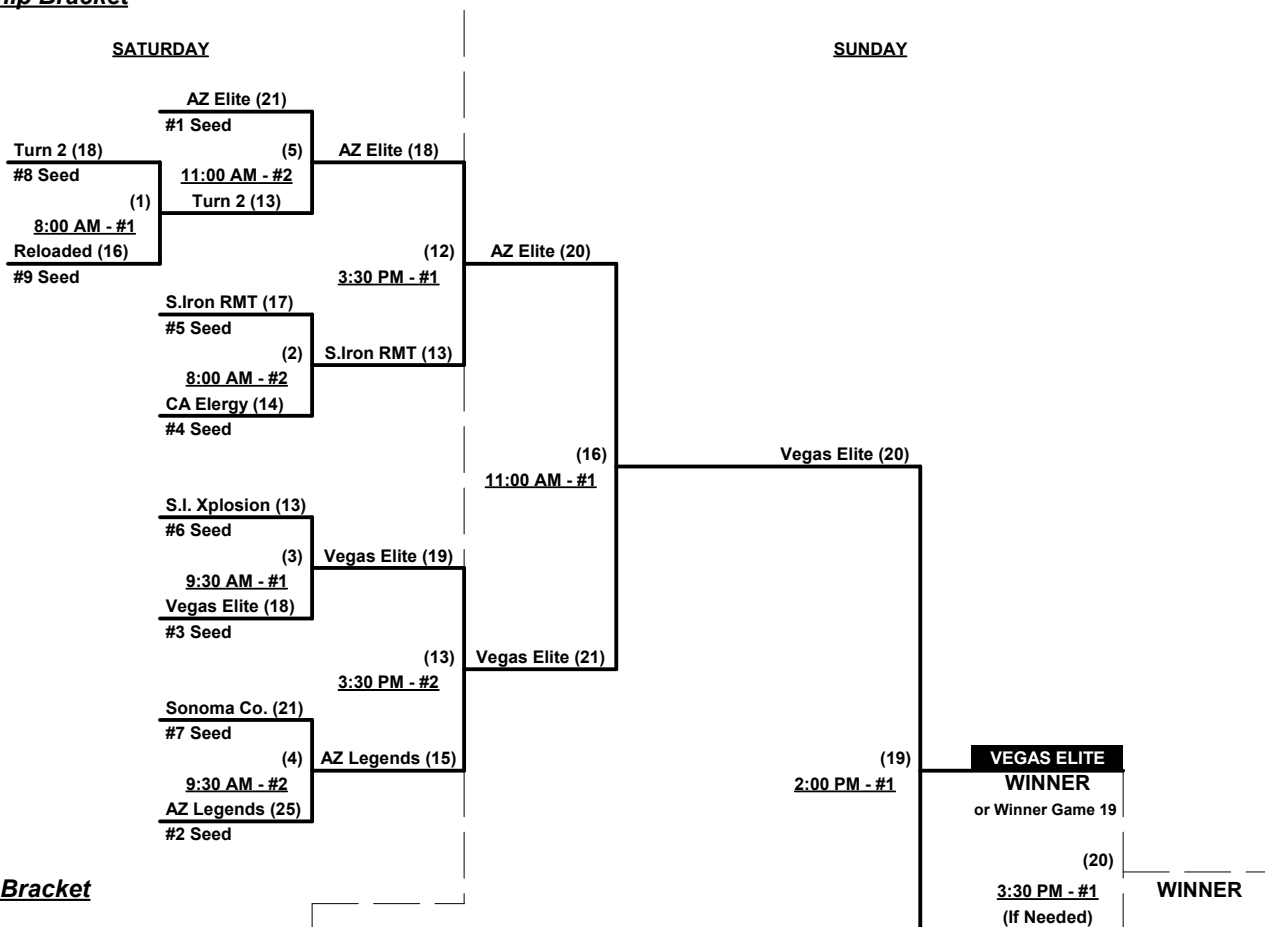 SATURDAY
SUNDAY
AZ Elite (21)
#1 Seed
Turn 2 (18)
#8 Seed
(5)
11:00 AM - #2
AZ Elite (18)
(1)
8:00 AM - #1
Turn 2 (13)
Reloaded (16)
#9 Seed
(12)
3:30 PM - #1
AZ Elite (20)
S.Iron RMT (17)
#5 Seed
(2)
8:00 AM - #2
S.Iron RMT (13)
CA Elergy (14)
#4 Seed
(16)
11:00 AM - #1
Vegas Elite (20)
S.I. Xplosion (13)
#6 Seed
(3)
9:30 AM - #1
Vegas Elite (19)
Vegas Elite (18)
#3 Seed
(13)
3:30 PM - #2
Vegas Elite (21)
Sonoma Co. (21)
#7 Seed
(4)
9:30 AM - #2
AZ Legends (15)
AZ Legends (25)
#2 Seed
(19)
2:00 PM - #1
VEGAS ELITE
WINNER
or Winner Game 19
(20)
3:30 PM - #1
(If Needed)
WINNER
Bracket